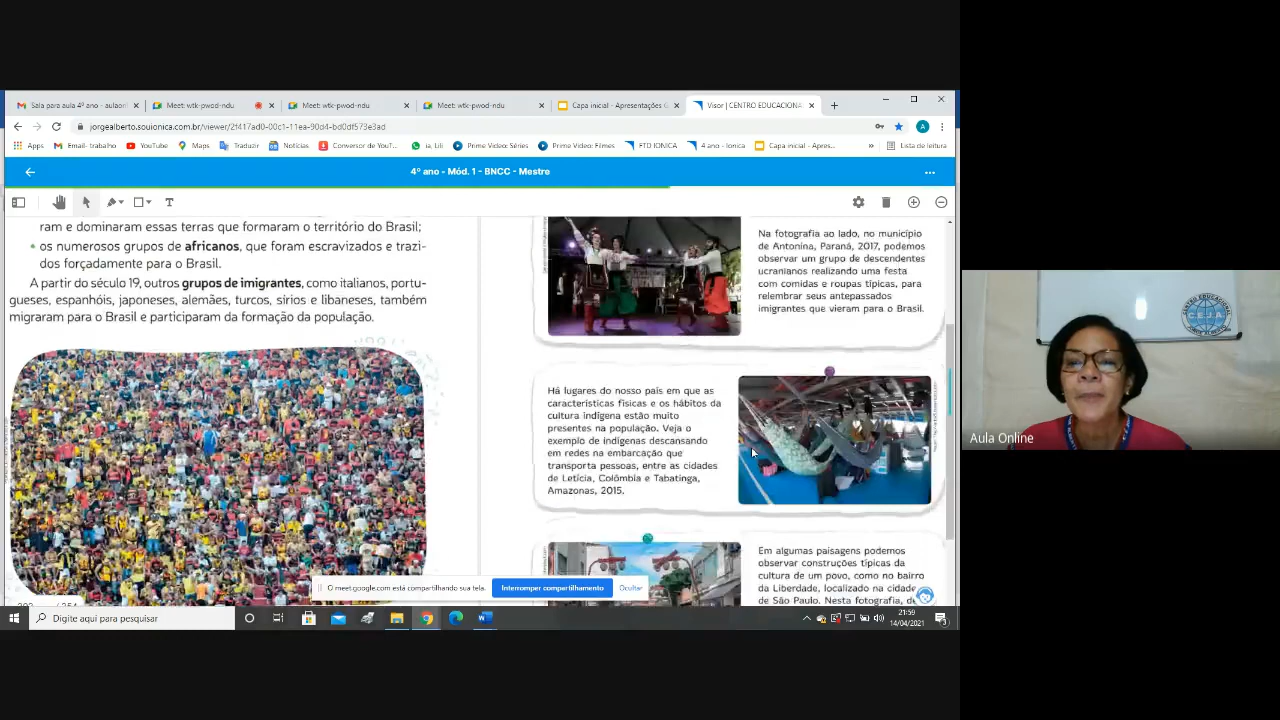 Sala para aula 4º ano - aulaon
Meet: wtk-pwod-ndu
Meet: wtk-pwod-ndu
Meet: wtk-pwod-ndu
Capa inicial - Apresentações G
Visor | CENTRO EDUCACIONA
jorgealberto.souionica.com.br/viewer/2f417ad0-00c1-11ea-90d4-bd0df573e3ad
Apps
Email- trabalho
YouTube
Maps
Traduzir
Notícias
Conversor de YouT...
ia, Lili
Prime Video: Séries
Prime Video: Filmes
FTD IONICA
4 ano - Ionica
Capa inicial - Apres...
»
Lista de leitura
4º ano - Mód. 1 - BNCC - Mestre
ram e dominaram essas terras que formaram o território do Brasil;
• os numerosos grupos de africanos, que foram escravizados e trazi-
dos forçadamente para o Brasil.
A partir do século 19, outros grupos de imigrantes, como italianos, portu-
gueses, espanhóis, japoneses, alemães, turcos, sírios e libaneses, também
migraram para o Brasil e participaram da formação da população.
Na fotografia ao lado, no município
de Antonina, Paraná, 2017, podemos
observar um grupo de descendentes
ucranianos realizando uma festa
com comidas e roupas típicas, para
relembrar seus antepassados
imigrantes que vieram para o Brasil.
Há lugares do nosso país em que as
características físicas e os hábitos da
cultura indígena estão muito
presentes na população. Veja o
exemplo de indígenas descansando
em redes na embarcação que
transporta pessoas, entre as cidades
de Letícia, Colômbia e Tabatinga,
Amazonas, 2015.
Em algumas paisagens podemos
observar construções típicas da
cultura de um povo, como no bairro
da Liberdade, localizado na cidade
de São Paulo. Nesta fotografia, d
O meet.google.com está compartilhando sua tela.
Interromper compartilhamento
Ocultar
Digite aqui para pesquisar
21:59
14/04/2021
3
CENTRO EDUCACIONAL
C.E.J.A.
Aula Online